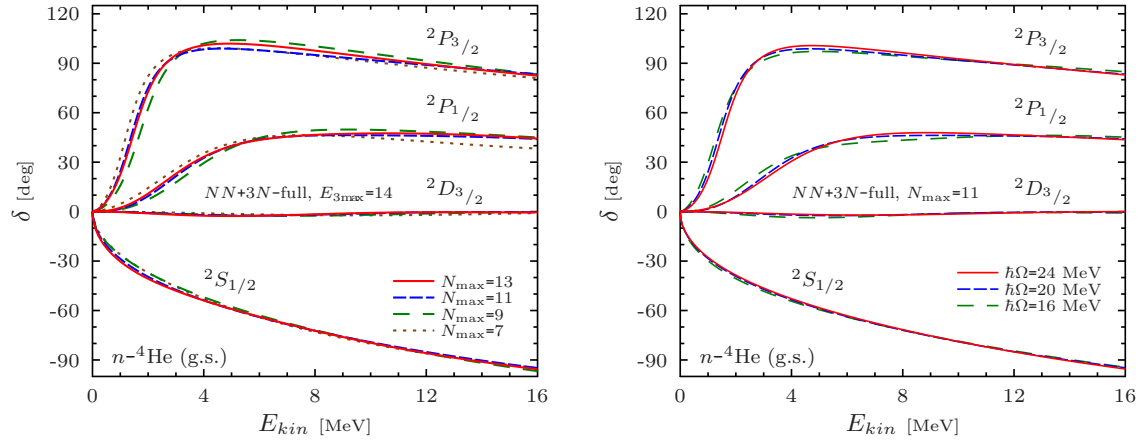 120
90
60
30
0
-30
-60
-90
δ [deg]
²P₃/₂
²P₁/₂
²D₃/₂
NN+3N-full, E₃max=14
²S₁/₂
Nmax=13
Nmax=11
Nmax=9
Nmax=7
n-⁴He (g.s.)
0 4 8 12 16
Ekin [MeV]
120
90
60
30
0
-30
-60
-90
δ [deg]
²P₃/₂
²P₁/₂
²D₃/₂
NN+3N-full, Nmax=11
²S₁/₂
ℏΩ=24 MeV
ℏΩ=20 MeV
ℏΩ=16 MeV
n-⁴He (g.s.)
0 4 8 12 16
Ekin [MeV]